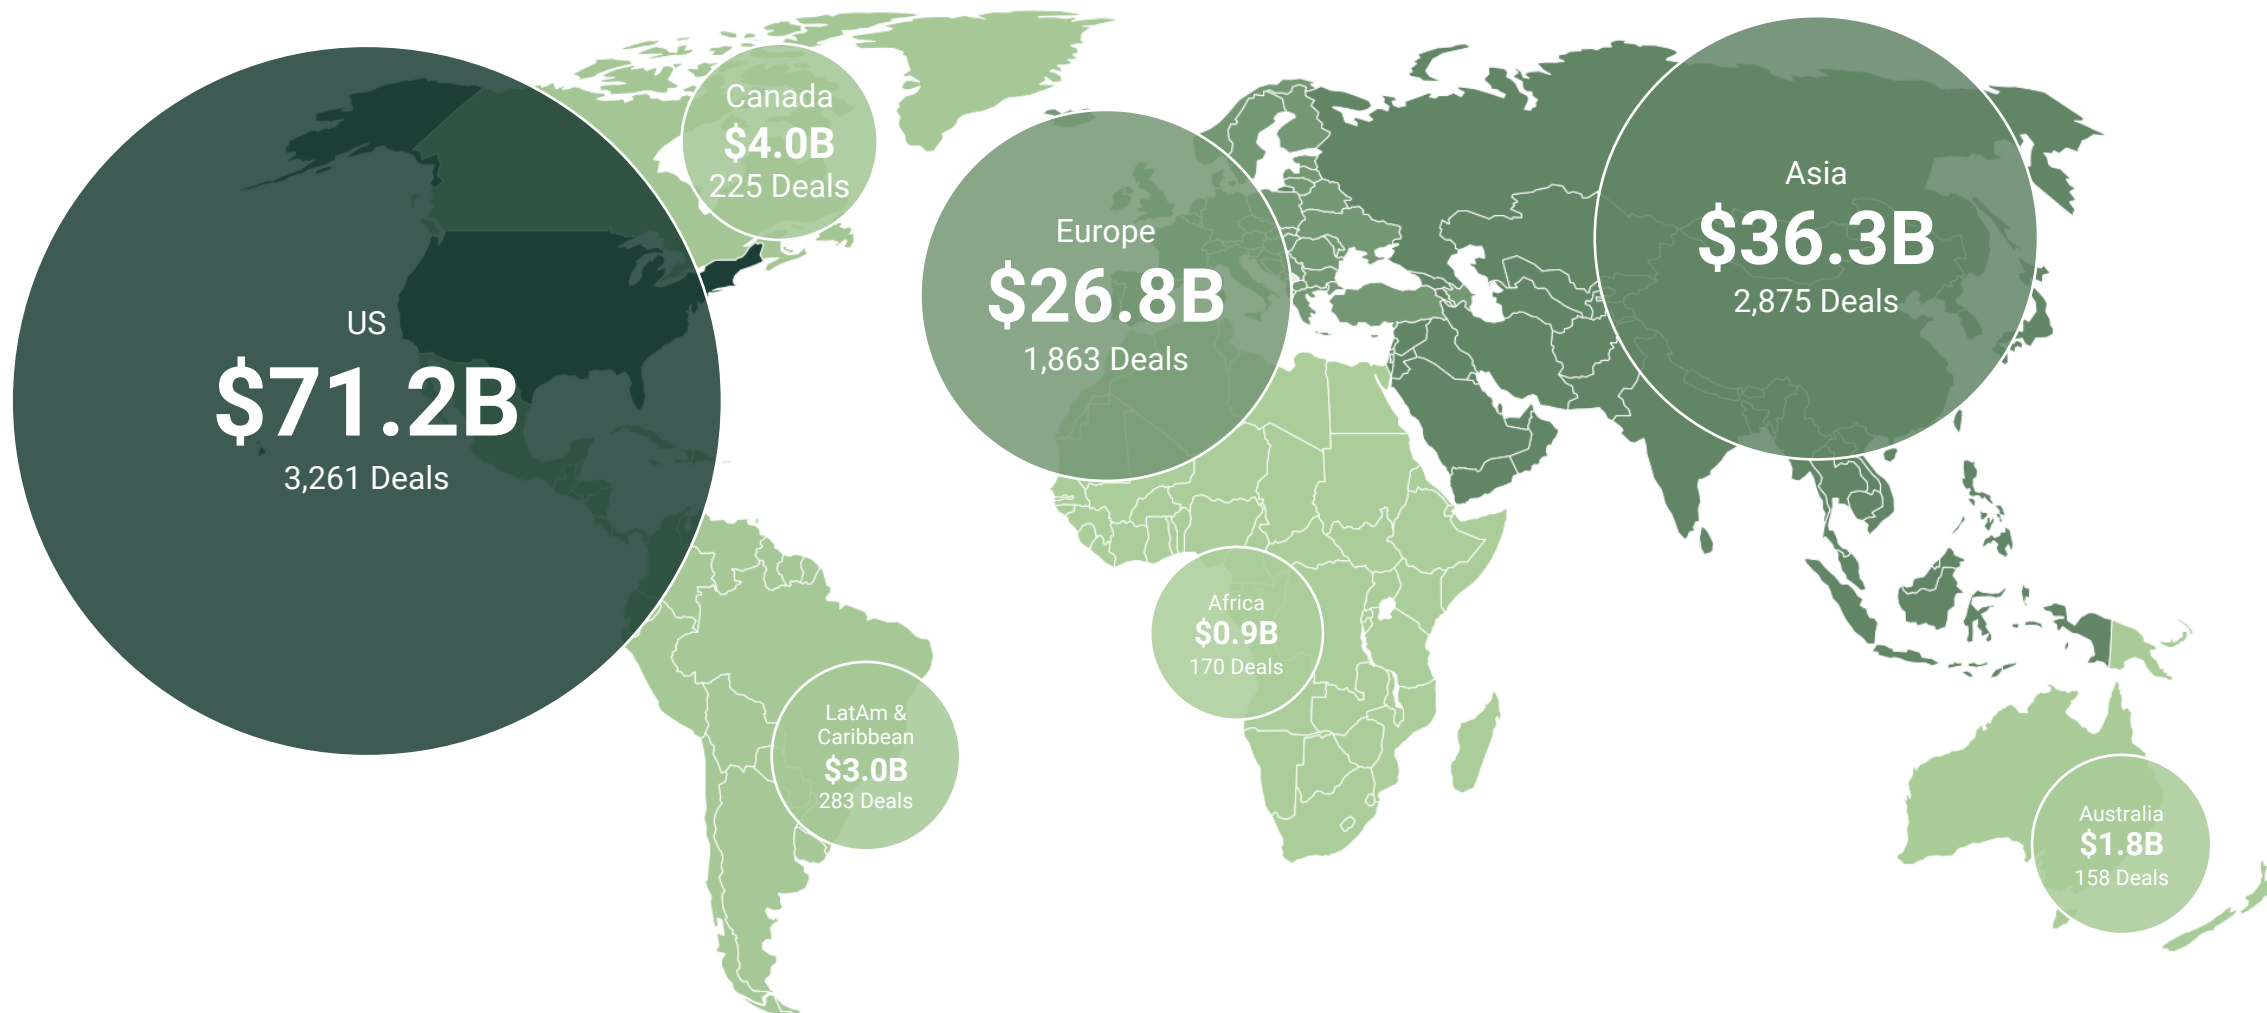 US
$71.2B
3,261 Deals
Canada
$4.0B
225 Deals
Europe
$26.8B
1,863 Deals
Asia
$36.3B
2,875 Deals
Africa
$0.9B
170 Deals
LatAm &
Caribbean
$3.0B
283 Deals
Australia
$1.8B
158 Deals